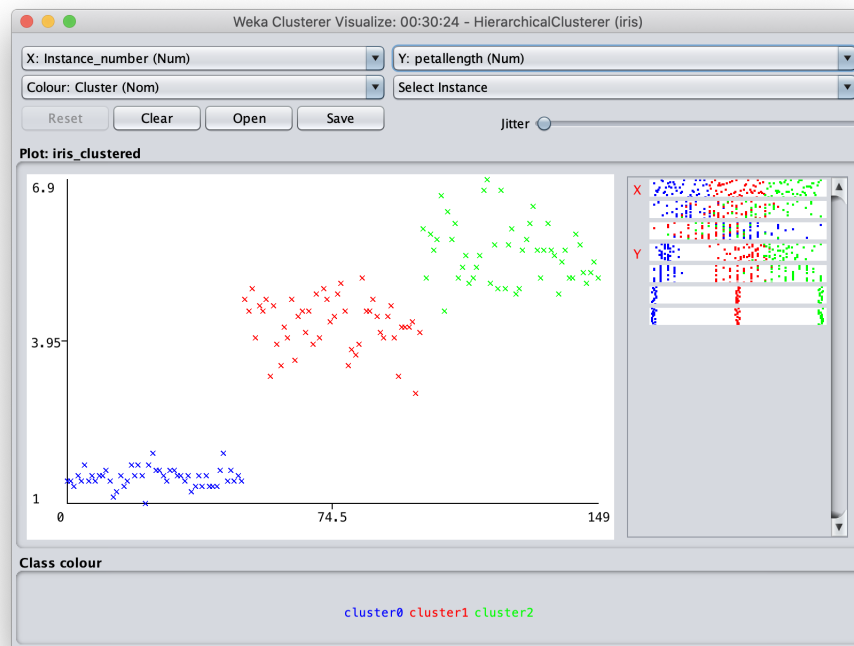 Weka Clusterer Visualize: 00:30:24 - HierarchicalClusterer (iris)
X: Instance_number (Num) Y: petallength (Num)
Colour: Cluster (Nom) Select Instance
Reset Clear Open Save Jitter
Plot: iris_clustered
6.9
X
Y
3.95
1
0 74.5 149
Class colour
cluster0 cluster1 cluster2